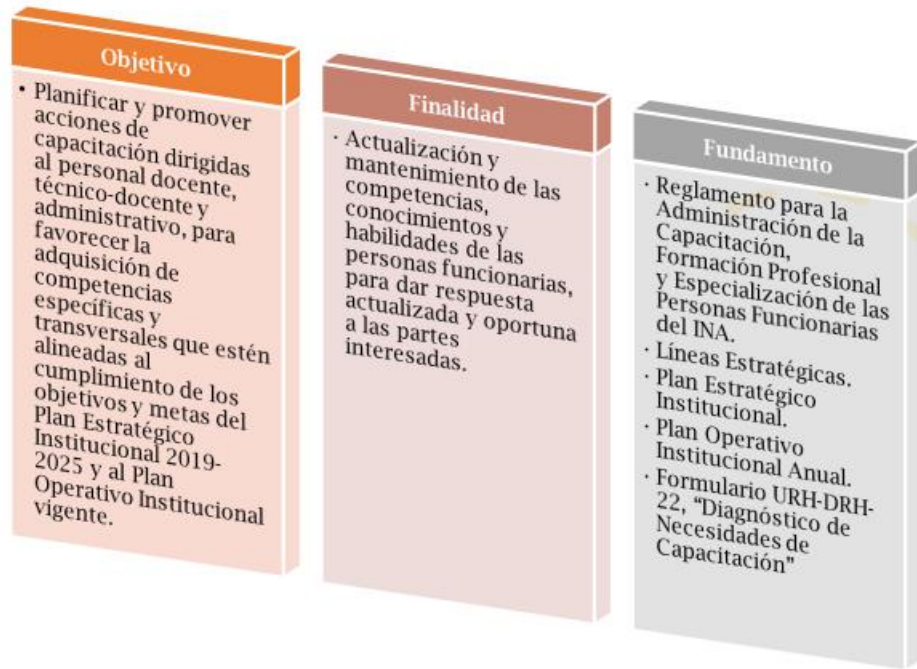 Objetivo
• Planificar y promover
acciones de
capacitación dirigidas
al personal docente,
técnico-docente y
administrativo, para
favorecer la
adquisición de
competencias
específicas y
transversales que estén
alineadas al
cumplimiento de los
objetivos y metas del
Plan Estratégico
Institucional 2019-
2025 y al Plan
Operativo Institucional
vigente.
Finalidad
· Actualización y
mantenimiento de las
competencias,
conocimientos y
habilidades de las
personas funcionarias,
para dar respuesta
actualizada y oportuna
a las partes
interesadas.
Fundamento
· Reglamento para la
Administración de la
Capacitación,
Formación Profesional
y Especialización de las
Personas Funcionarias
del INA.
· Líneas Estratégicas.
· Plan Estratégico
Institucional.
· Plan Operativo
Institucional Anual.
· Formulario URH-DRH-
22, “Diagnóstico de
Necesidades de
Capacitación”